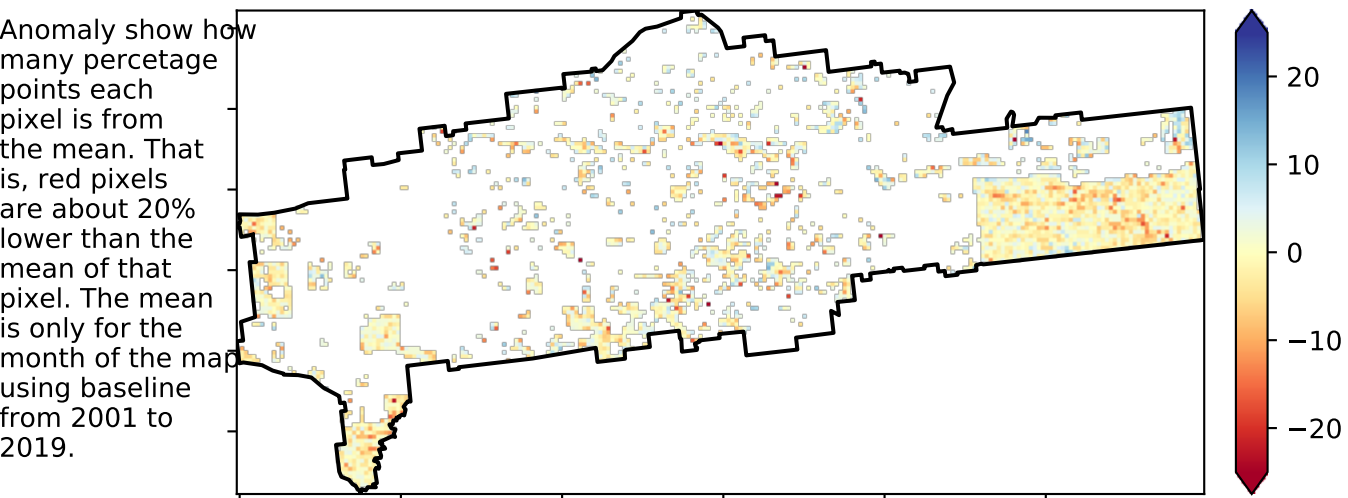 Anomaly show how
many percetage
points each
pixel is from
the mean. That
is, red pixels
are about 20%
lower than the
mean of that
pixel. The mean
is only for the
month of the map
using baseline
from 2001 to
2019.
20
10
0
−10
−20